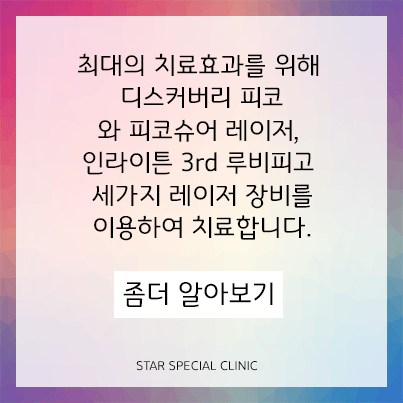 최대의 치료효과를 위해
디스커버리 피코
와 피코슈어 레이저,
인라이튼 3rd 루비피고
세가지 레이저 장비를
이용하여 치료합니다.
좀더 알아보기
STAR SPECIAL CLINIC